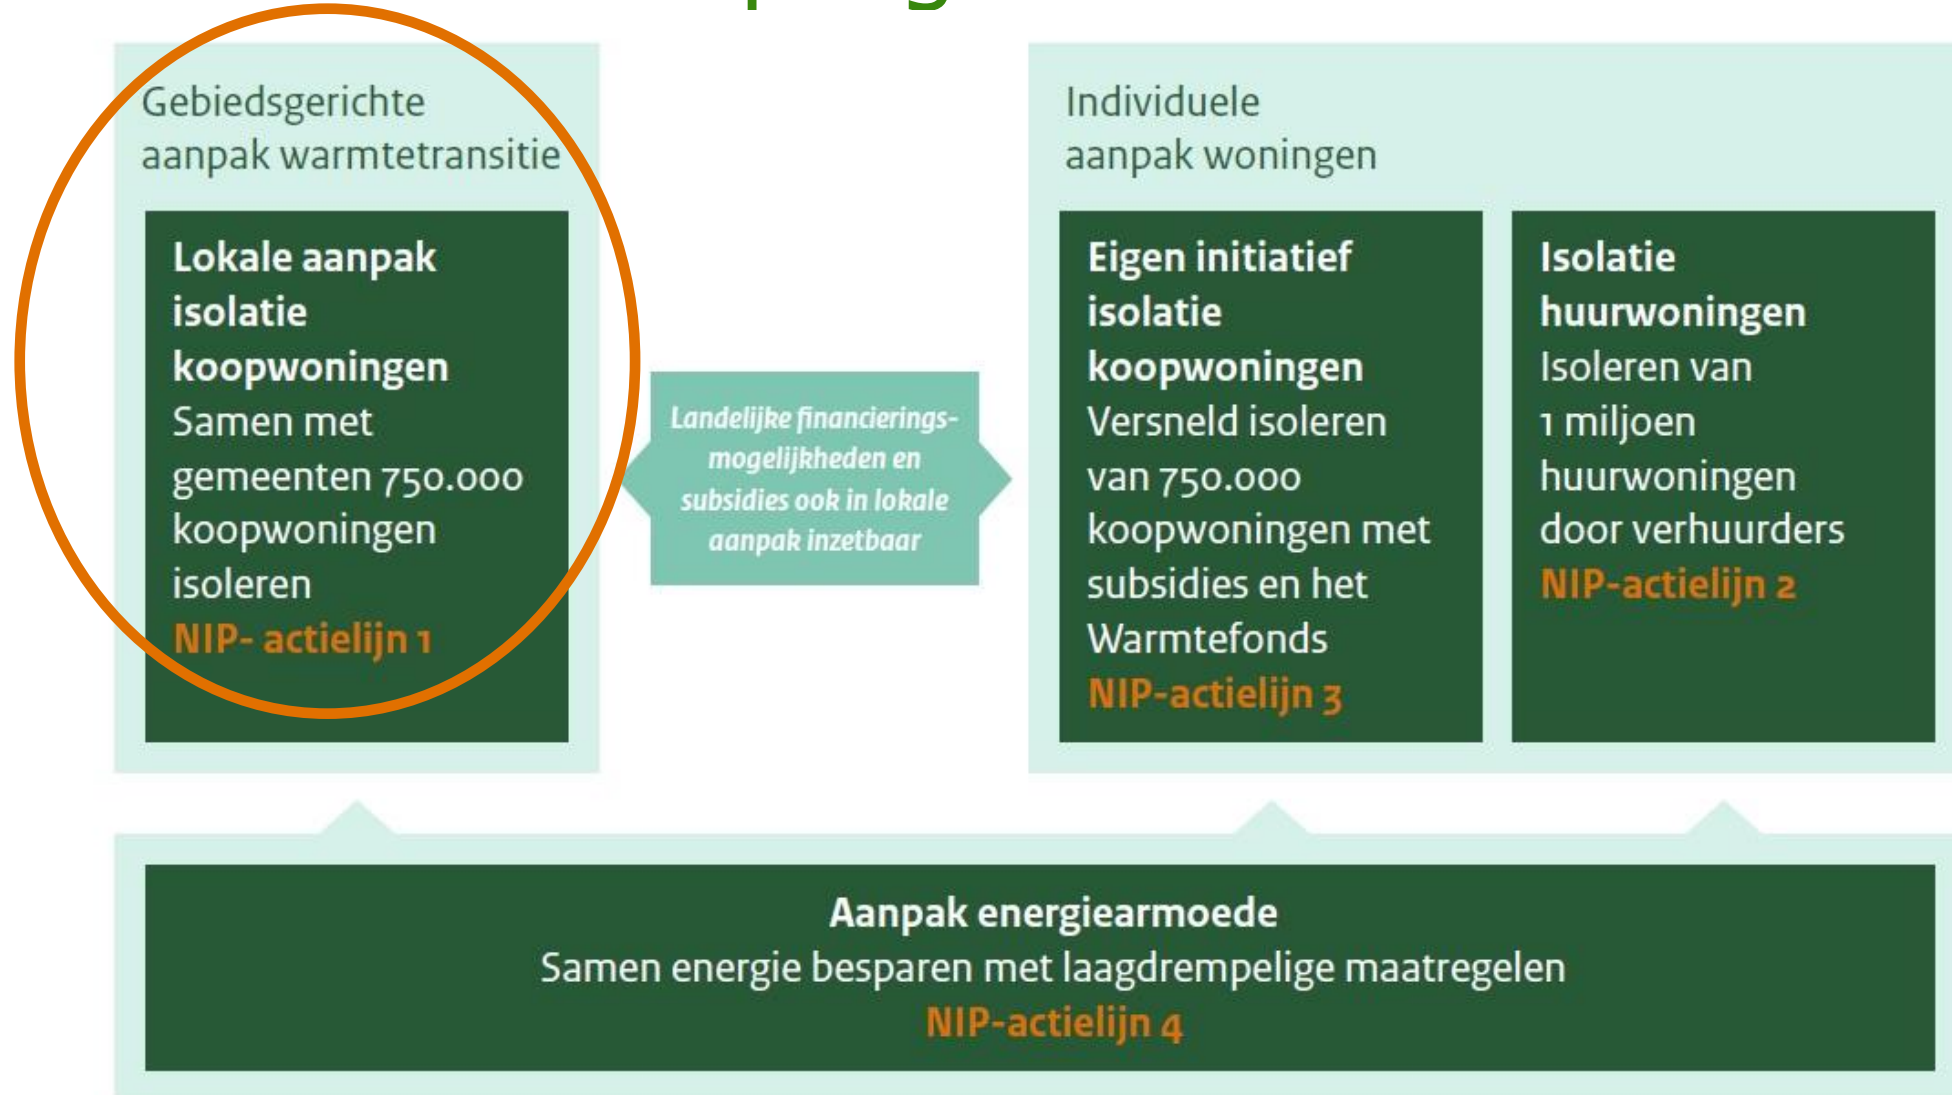 Gebiedsgerichte
aanpak warmtetransitie
Lokale aanpak
isolatie
koopwoningen
Samen met
gemeenten 750.000
koopwoningen
isoleren
NIP- actielijn 1
Landelijke financierings-
mogelijkheden en
subsidies ook in lokale
aanpak inzetbaar
Individuele
aanpak woningen
Eigen initiatief
isolatie
koopwoningen
Versneld isoleren
van 750.000
koopwoningen met
subsidies en het
Warmtefonds
NIP-actielijn 3
Isolatie
huurwoningen
Isoleren van
1 miljoen
huurwoningen
door verhuurders
NIP-actielijn 2
Aanpak energiearmoede
Samen energie besparen met laagdrempelige maatregelen
NIP-actielijn 4